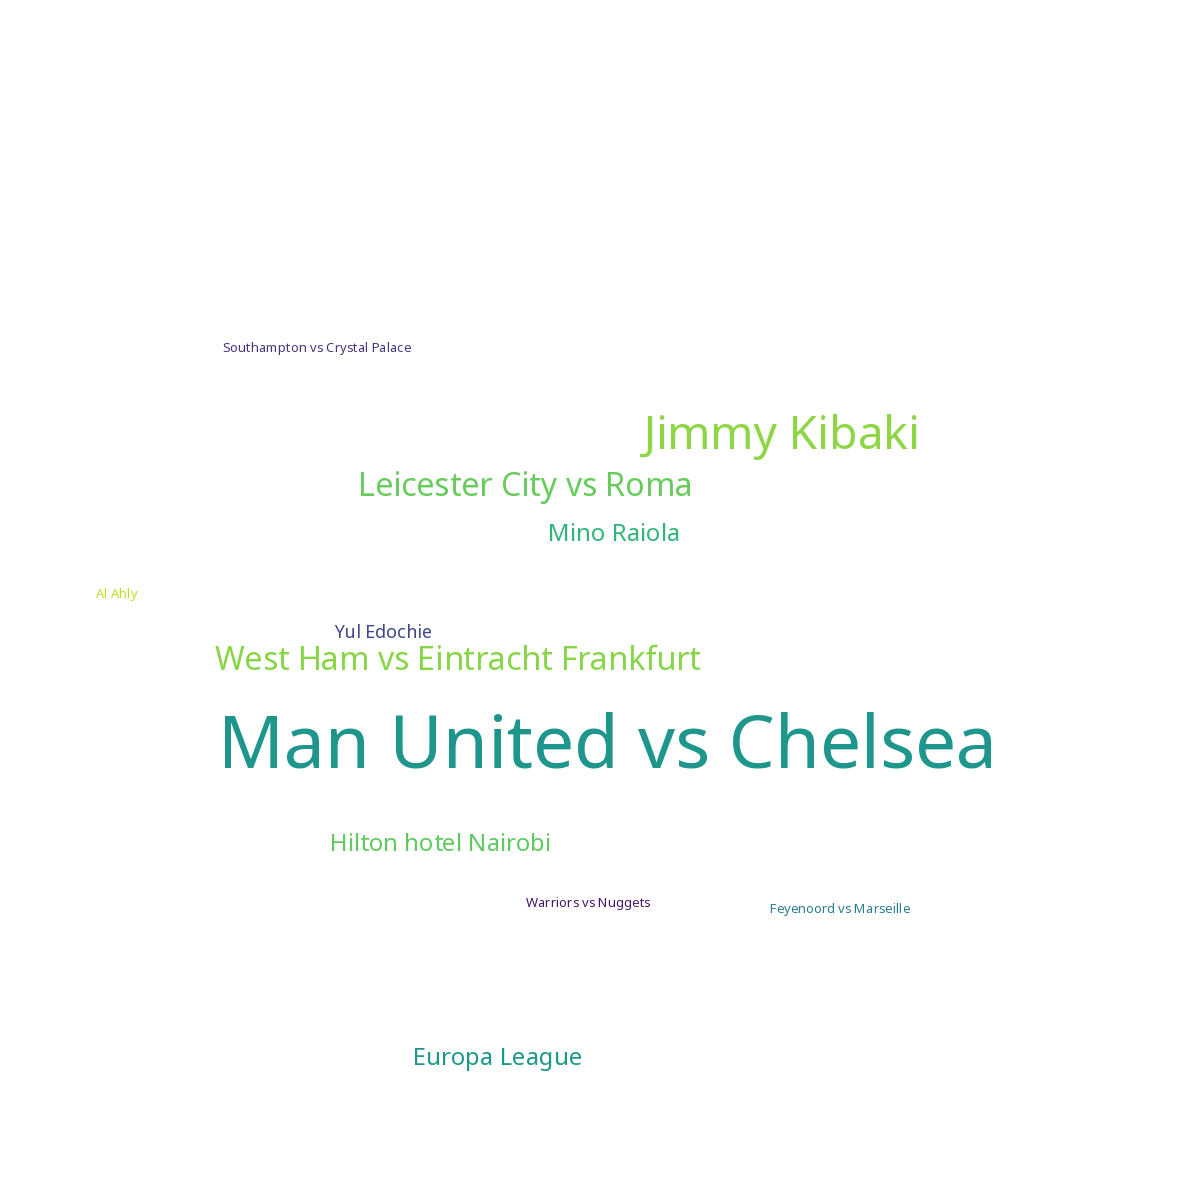 Southampton vs Crystal Palace
Jimmy Kibaki
Leicester City vs Roma
Mino Raiola
Al Ahly
Yul Edochie
West Ham vs Eintracht Frankfurt
Man United vs Chelsea
Hilton hotel Nairobi
Warriors vs Nuggets
Feyenoord vs Marseille
Europa League